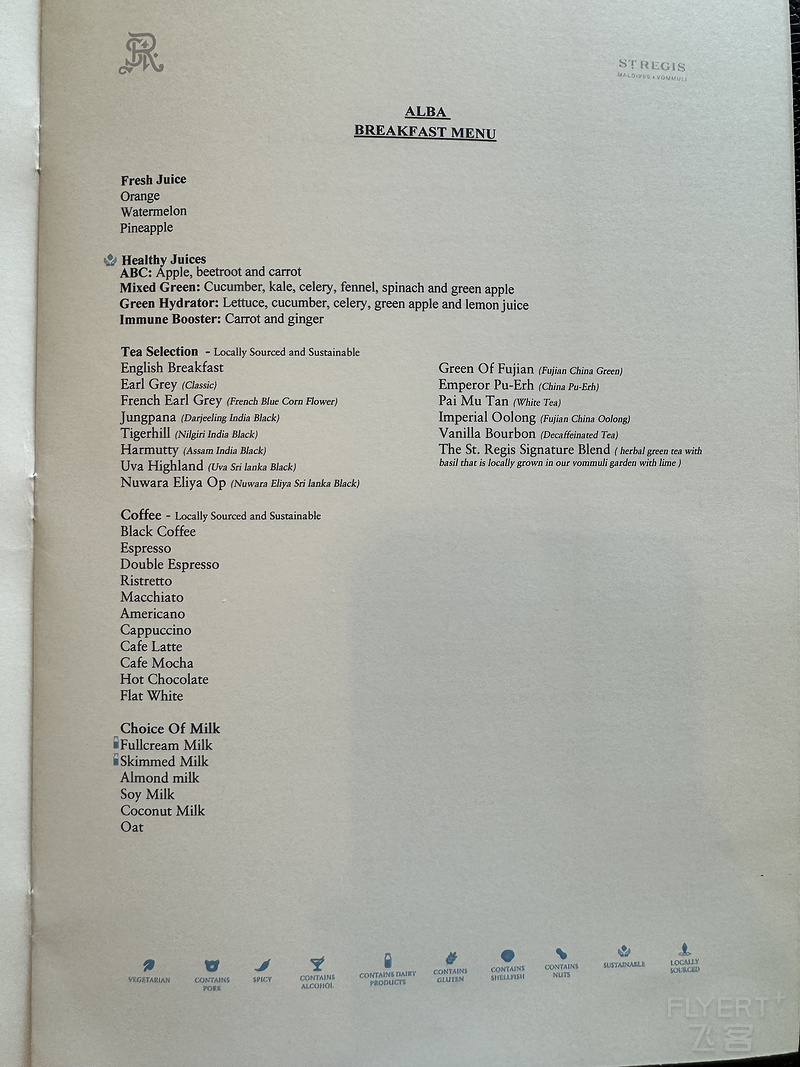 SR
ST REGIS
MALDIVES • VOMMULI
ALBA
BREAKFAST MENU
Fresh Juice
Orange
Watermelon
Pineapple
Healthy Juices
ABC: Apple, beetroot and carrot
Mixed Green: Cucumber, kale, celery, fennel, spinach and green apple
Green Hydrator: Lettuce, cucumber, celery, green apple and lemon juice
Immune Booster: Carrot and ginger
Tea Selection - Locally Sourced and Sustainable
English Breakfast
Earl Grey (Classic)
French Earl Grey (French Blue Corn Flower)
Jungpana (Darjeeling India Black)
Tigerhill (Nilgiri India Black)
Harmutty (Assam India Black)
Uva Highland (Uva Sri lanka Black)
Nuwara Eliya Op (Nuwara Eliya Sri lanka Black)
Green Of Fujian (Fujian China Green)
Emperor Pu-Erh (China Pu-Erh)
Pai Mu Tan (White Tea)
Imperial Oolong (Fujian China Oolong)
Vanilla Bourbon (Decaffeinated Tea)
The St. Regis Signature Blend ( herbal green tea with
basil that is locally grown in our vommuli garden with lime )
Coffee - Locally Sourced and Sustainable
Black Coffee
Espresso
Double Espresso
Ristretto
Macchiato
Americano
Cappuccino
Cafe Latte
Cafe Mocha
Hot Chocolate
Flat White
Choice Of Milk
Fullcream Milk
Skimmed Milk
Almond milk
Soy Milk
Coconut Milk
Oat
VEGETARIAN
CONTAINS
PORK
SPICY
CONTAINS
ALCOHOL
CONTAINS DAIRY
PRODUCTS
CONTAINS
GLUTEN
CONTAINS
SHELLFISH
CONTAINS
NUTS
SUSTAINABLE
LOCALLY
SOURCED
FLYERT+
飞客